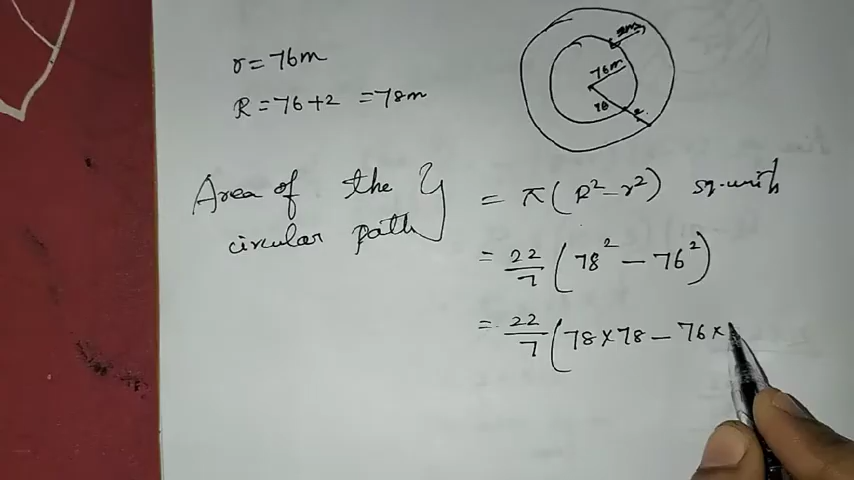 r = 76m
R = 76+2 = 78m
76m
78
R
Area of the
circular path
= π(R²-r²) sq.units
= 22/7 (78² - 76²)
= 22/7 (78×78 - 76×